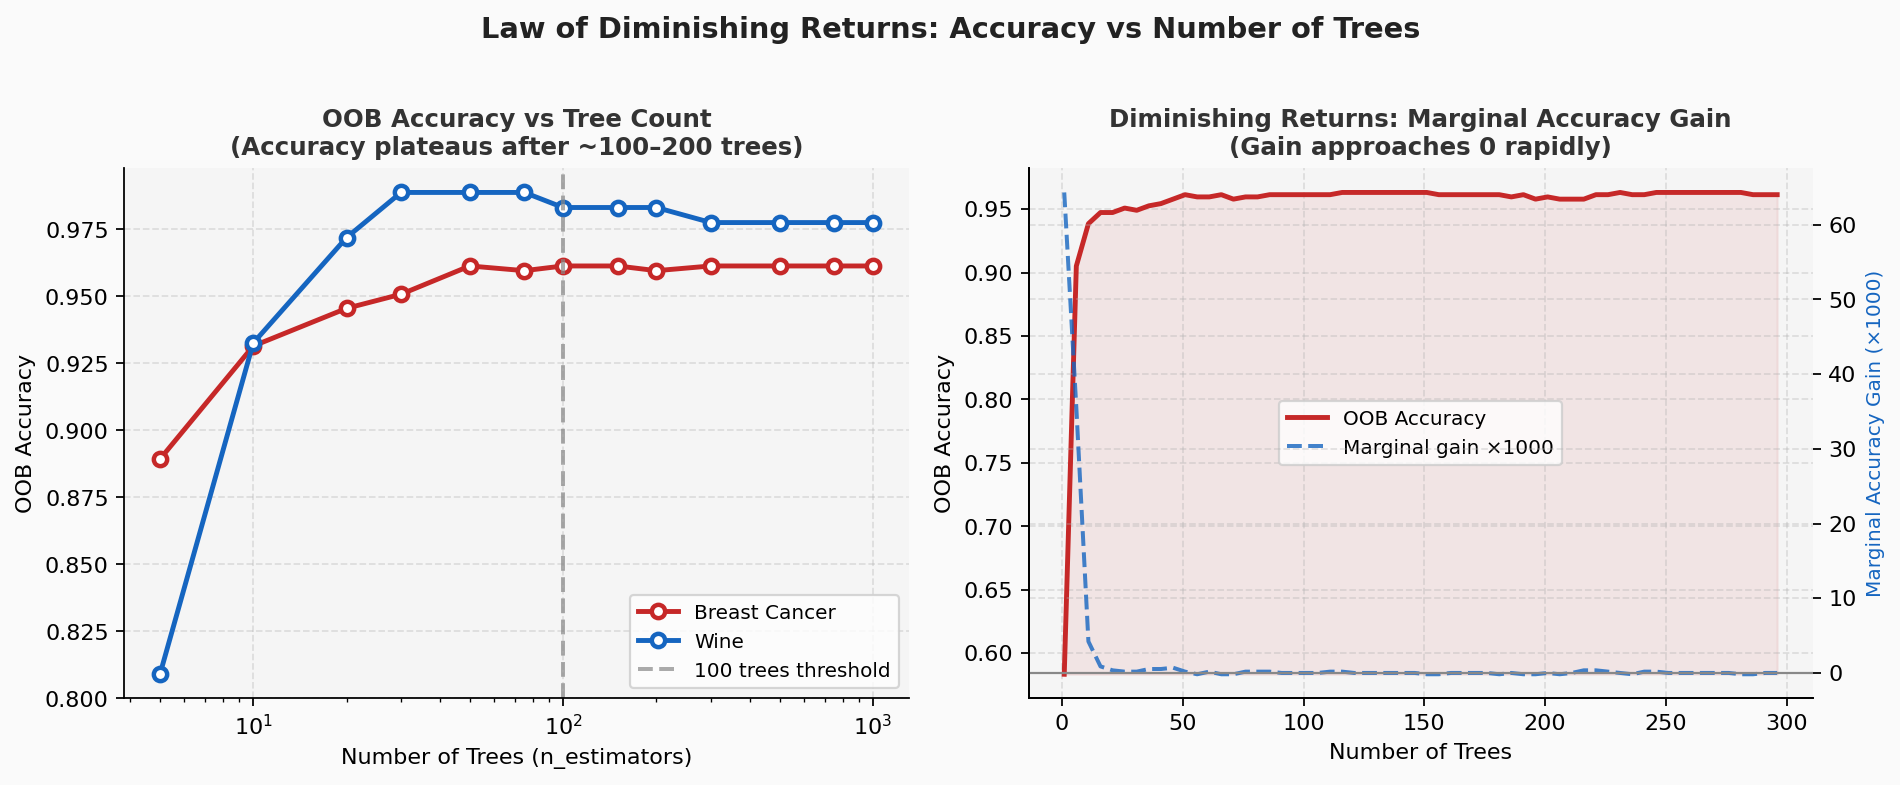 Law of Diminishing Returns: Accuracy vs Number of Trees
OOB Accuracy vs Tree Count
(Accuracy plateaus after ~100–200 trees)
OOB Accuracy
0.975
0.950
0.925
0.900
0.875
0.850
0.825
0.800
10¹
10²
10³
Number of Trees (n_estimators)
Breast Cancer
Wine
100 trees threshold
Diminishing Returns: Marginal Accuracy Gain
(Gain approaches 0 rapidly)
OOB Accuracy
0.95
0.90
0.85
0.80
0.75
0.70
0.65
0.60
0
50
100
150
200
250
300
Number of Trees
OOB Accuracy
Marginal gain ×1000
60
50
40
30
20
10
0
Marginal Accuracy Gain (×1000)